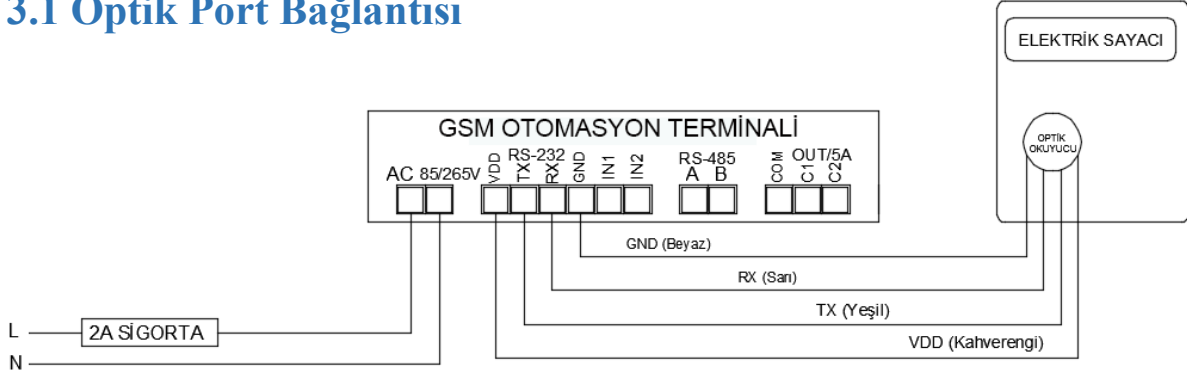 3.1 Optik Port Bağlantısı
ELEKTRİK SAYACI
OPTİK
OKUYUCU
GSM OTOMASYON TERMİNALİ
AC 85/265V
RS-232
VDD TX RX GND IN1 IN2
RS-485
A B
OUT/5A
COM C1 C2
GND (Beyaz)
RX (Sarı)
TX (Yeşil)
VDD (Kahverengi)
L
2A SİGORTA
N